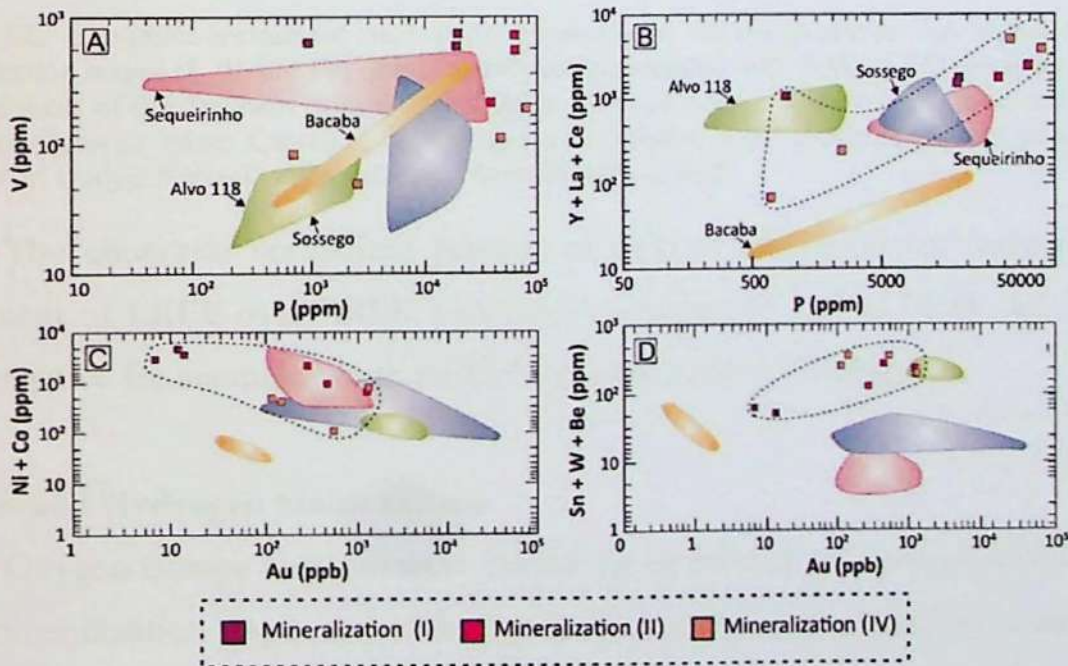 A
V (ppm)
10³
10²
10
Sequeirinho
Bacaba
Alvo 118
Sossego
10 10² 10³ 10⁴ 10⁵
P (ppm)
B
Y + La + Ce (ppm)
10⁴
10³
10²
10
Alvo 118
Sossego
Sequeirinho
Bacaba
50 500 5000 50000
P (ppm)
C
Ni + Co (ppm)
10⁴
10³
10²
10
1
1 10 10² 10³ 10⁴ 10⁵
Au (ppb)
D
Sn + W + Be (ppm)
10³
10²
10
1
0 1 10 10² 10³ 10⁴ 10⁵
Au (ppb)
Mineralization (I) Mineralization (II) Mineralization (IV)